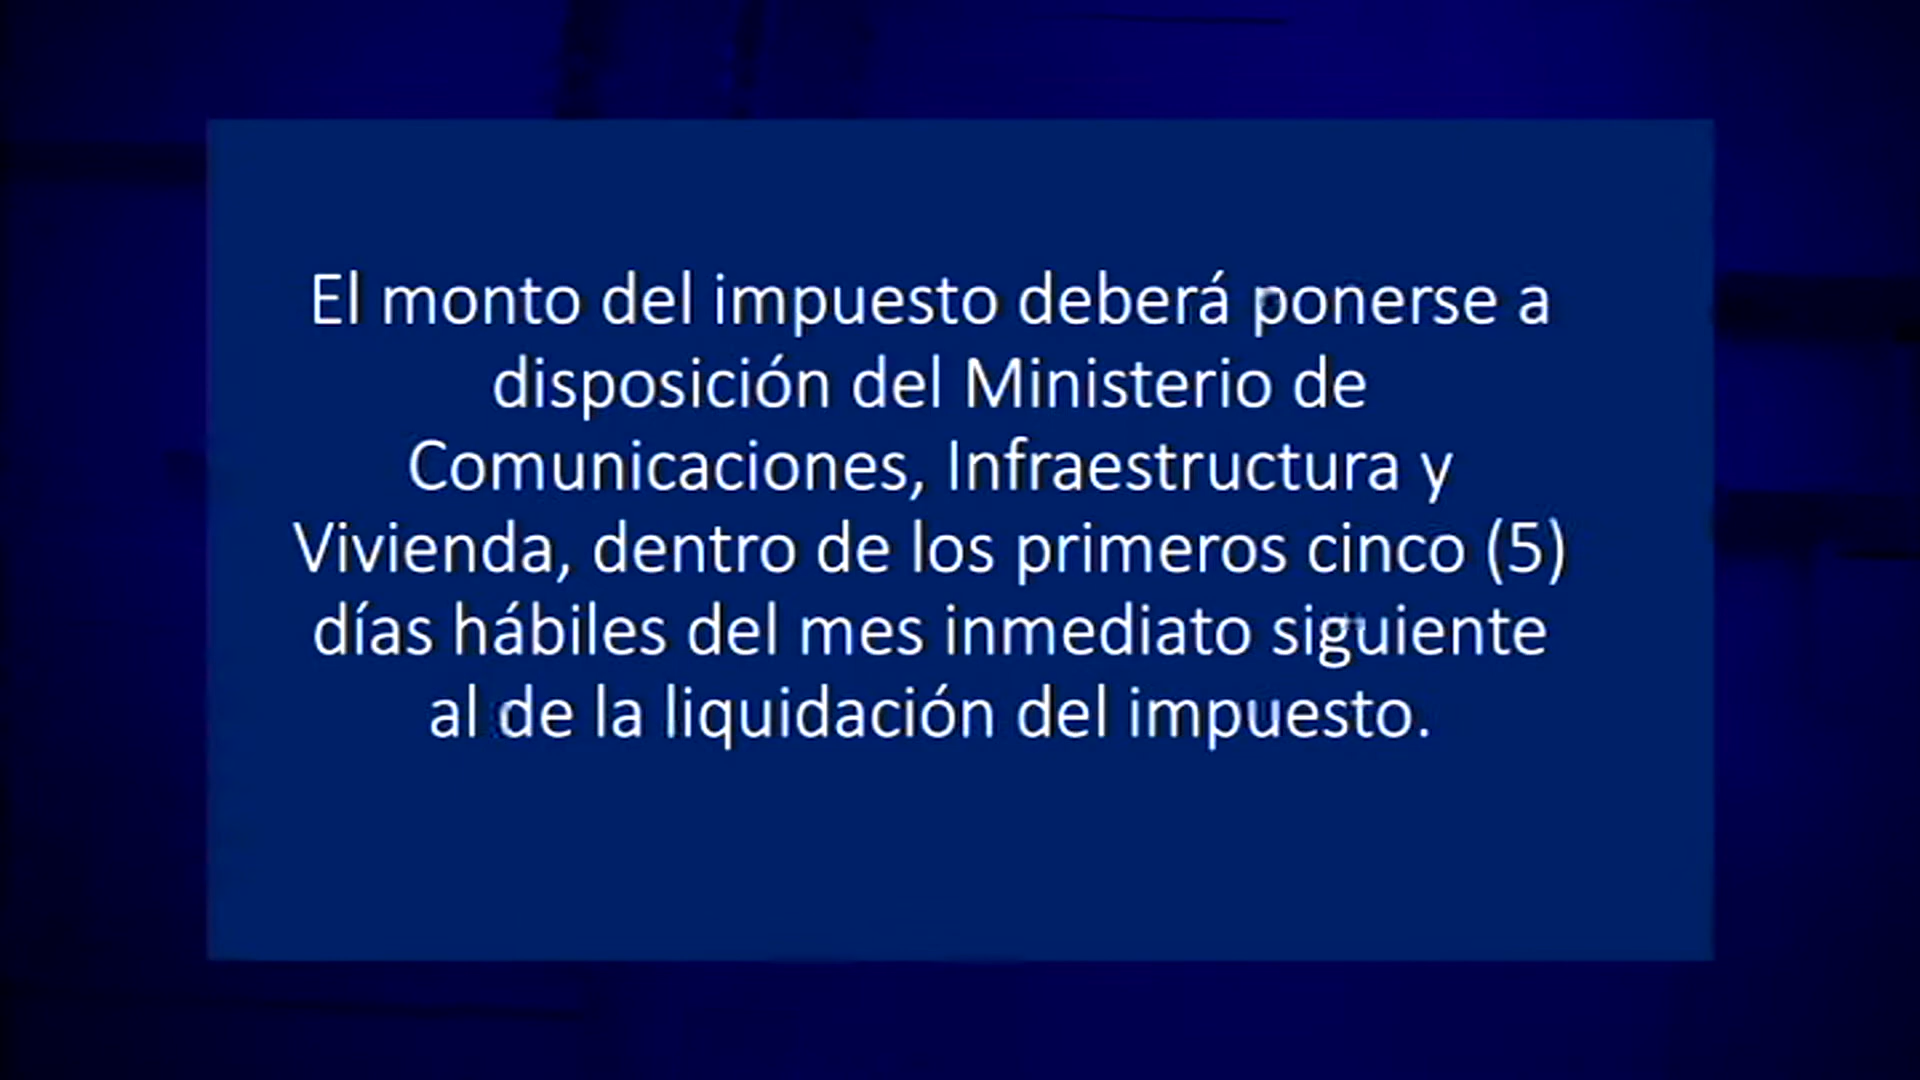 El monto del impuesto deberá ponerse a
disposición del Ministerio de
Comunicaciones, Infraestructura y
Vivienda, dentro de los primeros cinco (5)
días hábiles del mes inmediato siguiente
al de la liquidación del impuesto.